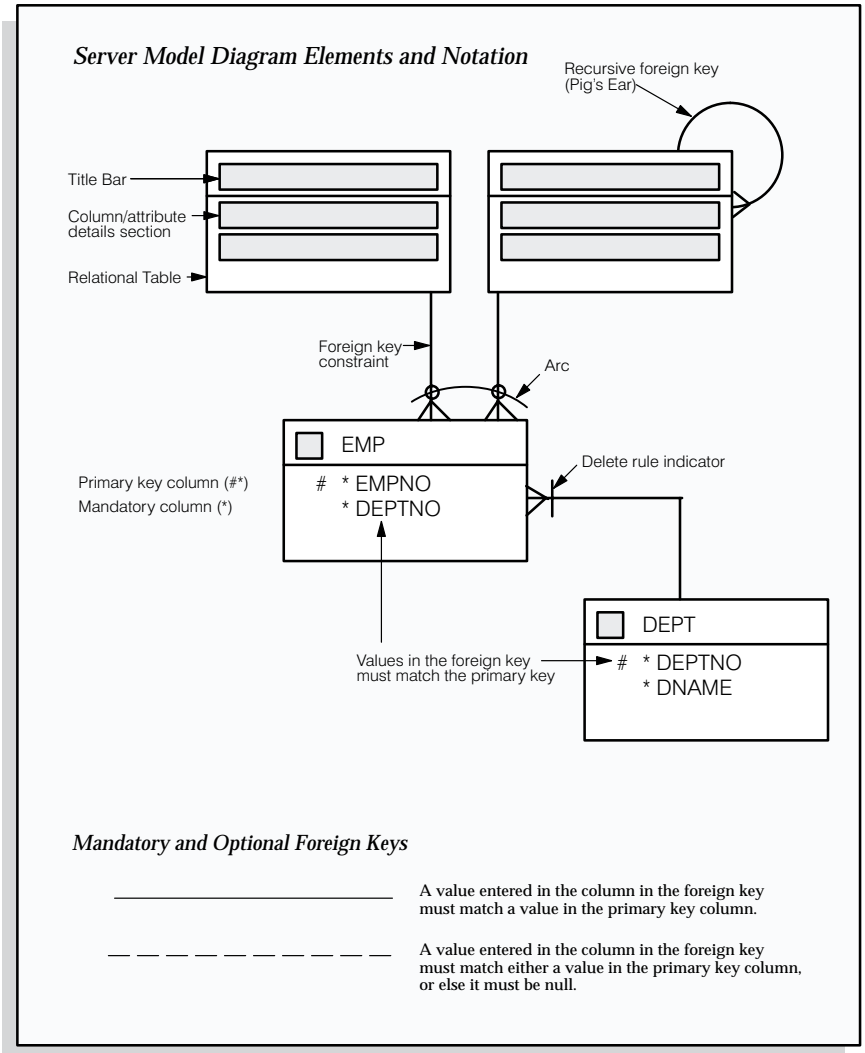 Server Model Diagram Elements and Notation
Recursive foreign key
(Pig's Ear)
Title Bar
Column/attribute
details section
Relational Table
Foreign key
constraint
Arc
EMP
Delete rule indicator
Primary key column (#*)
# * EMPNO
Mandatory column (*)
* DEPTNO
DEPT
Values in the foreign key
must match the primary key
# * DEPTNO
* DNAME
Mandatory and Optional Foreign Keys
A value entered in the column in the foreign key
must match a value in the primary key column.
A value entered in the column in the foreign key
must match either a value in the primary key column,
or else it must be null.